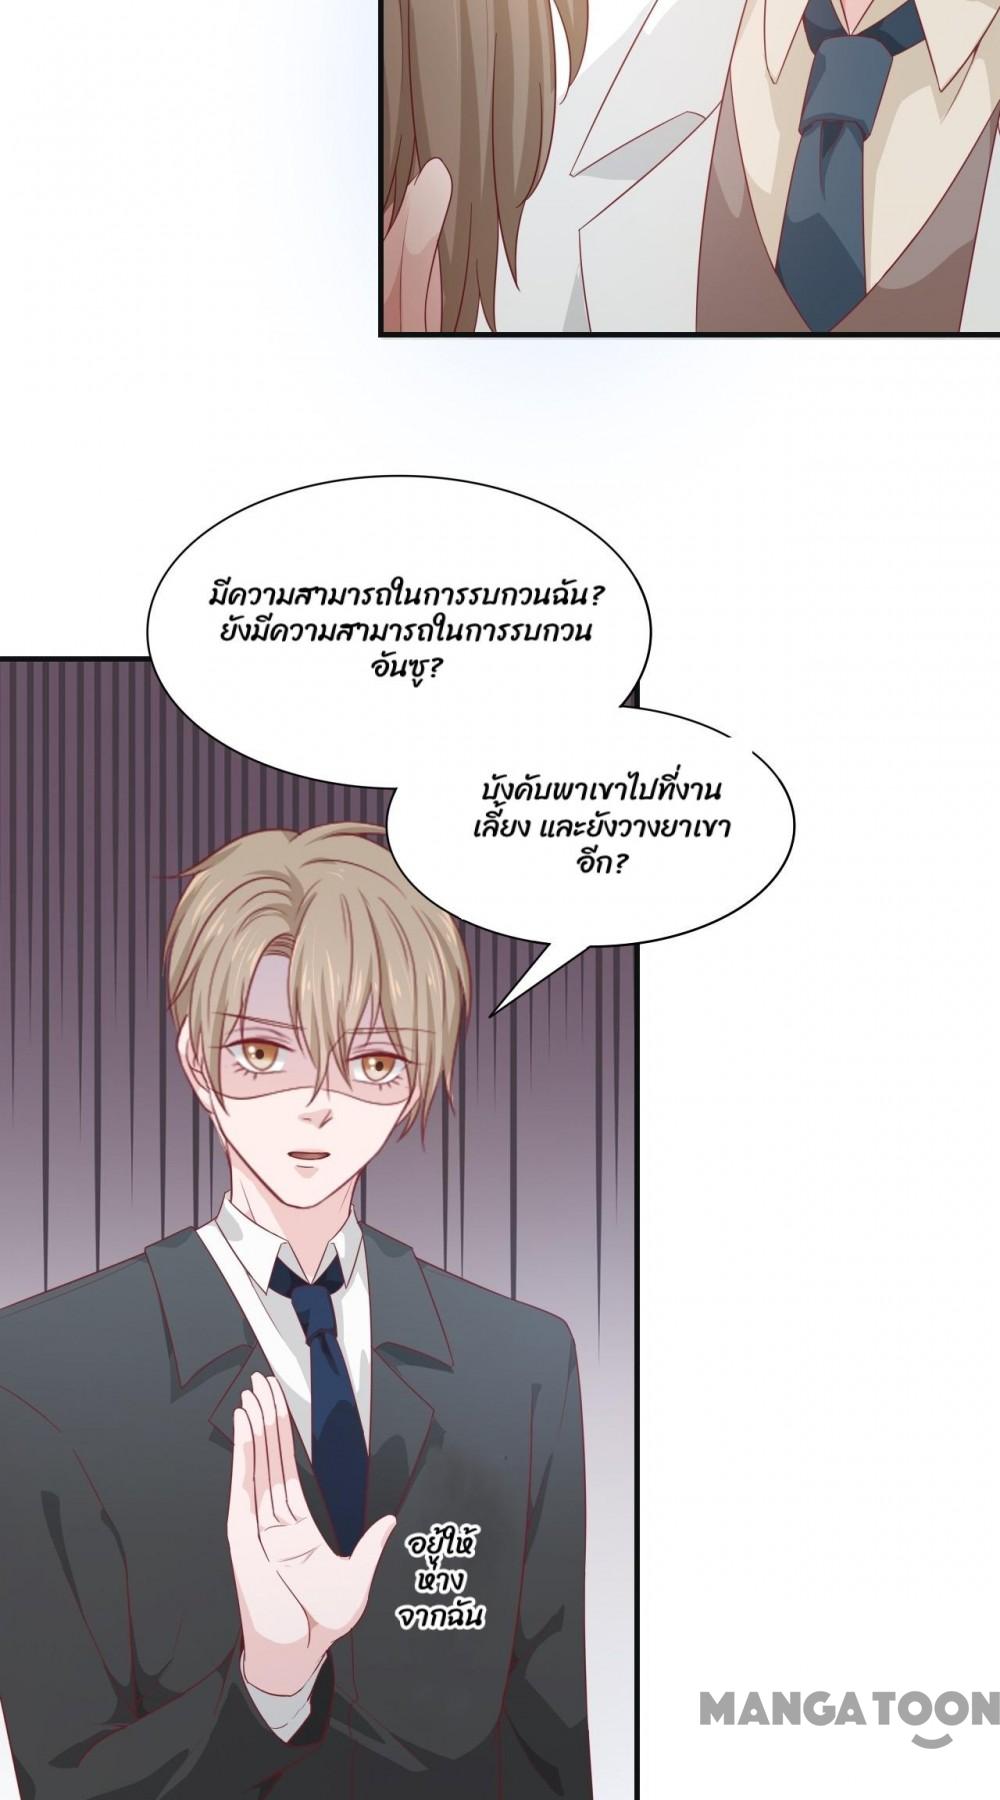 มีความสามารถในการรบกวนฉัน?
ยังมีความสามารถในการรบกวน
อันซู?
บังคับพาเขาไปที่งาน
เลี้ยง และยังวางยาเขา
อีก?
อยู่ให้
ห่าง
จากฉัน
MANGATOON